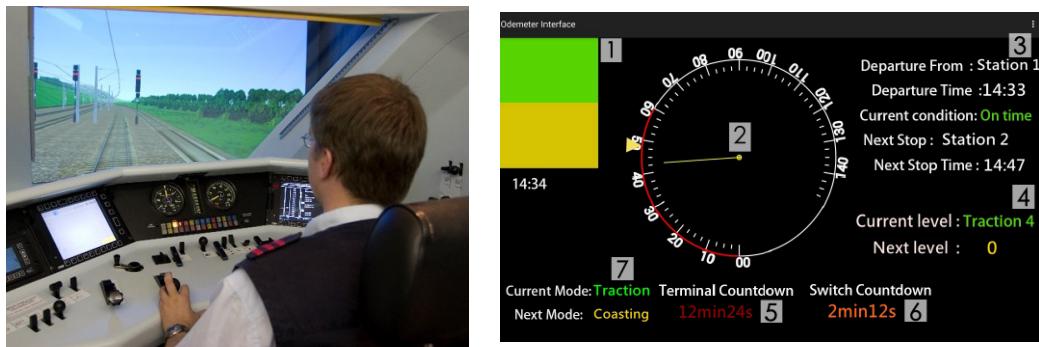 Odemeter Interface
1
3
Departure From : Station 1
Departure Time :14:33
Current condition: On time
Next Stop : Station 2
Next Stop Time : 14:47
14:34
2
00
10
20
30
40
50
60
70
80
90
100
110
120
130
140
4
Current level : Traction 4
Next level : 0
7
Current Mode: Traction
Next Mode: Coasting
Terminal Countdown
12min24s 5
Switch Countdown
2min12s 6